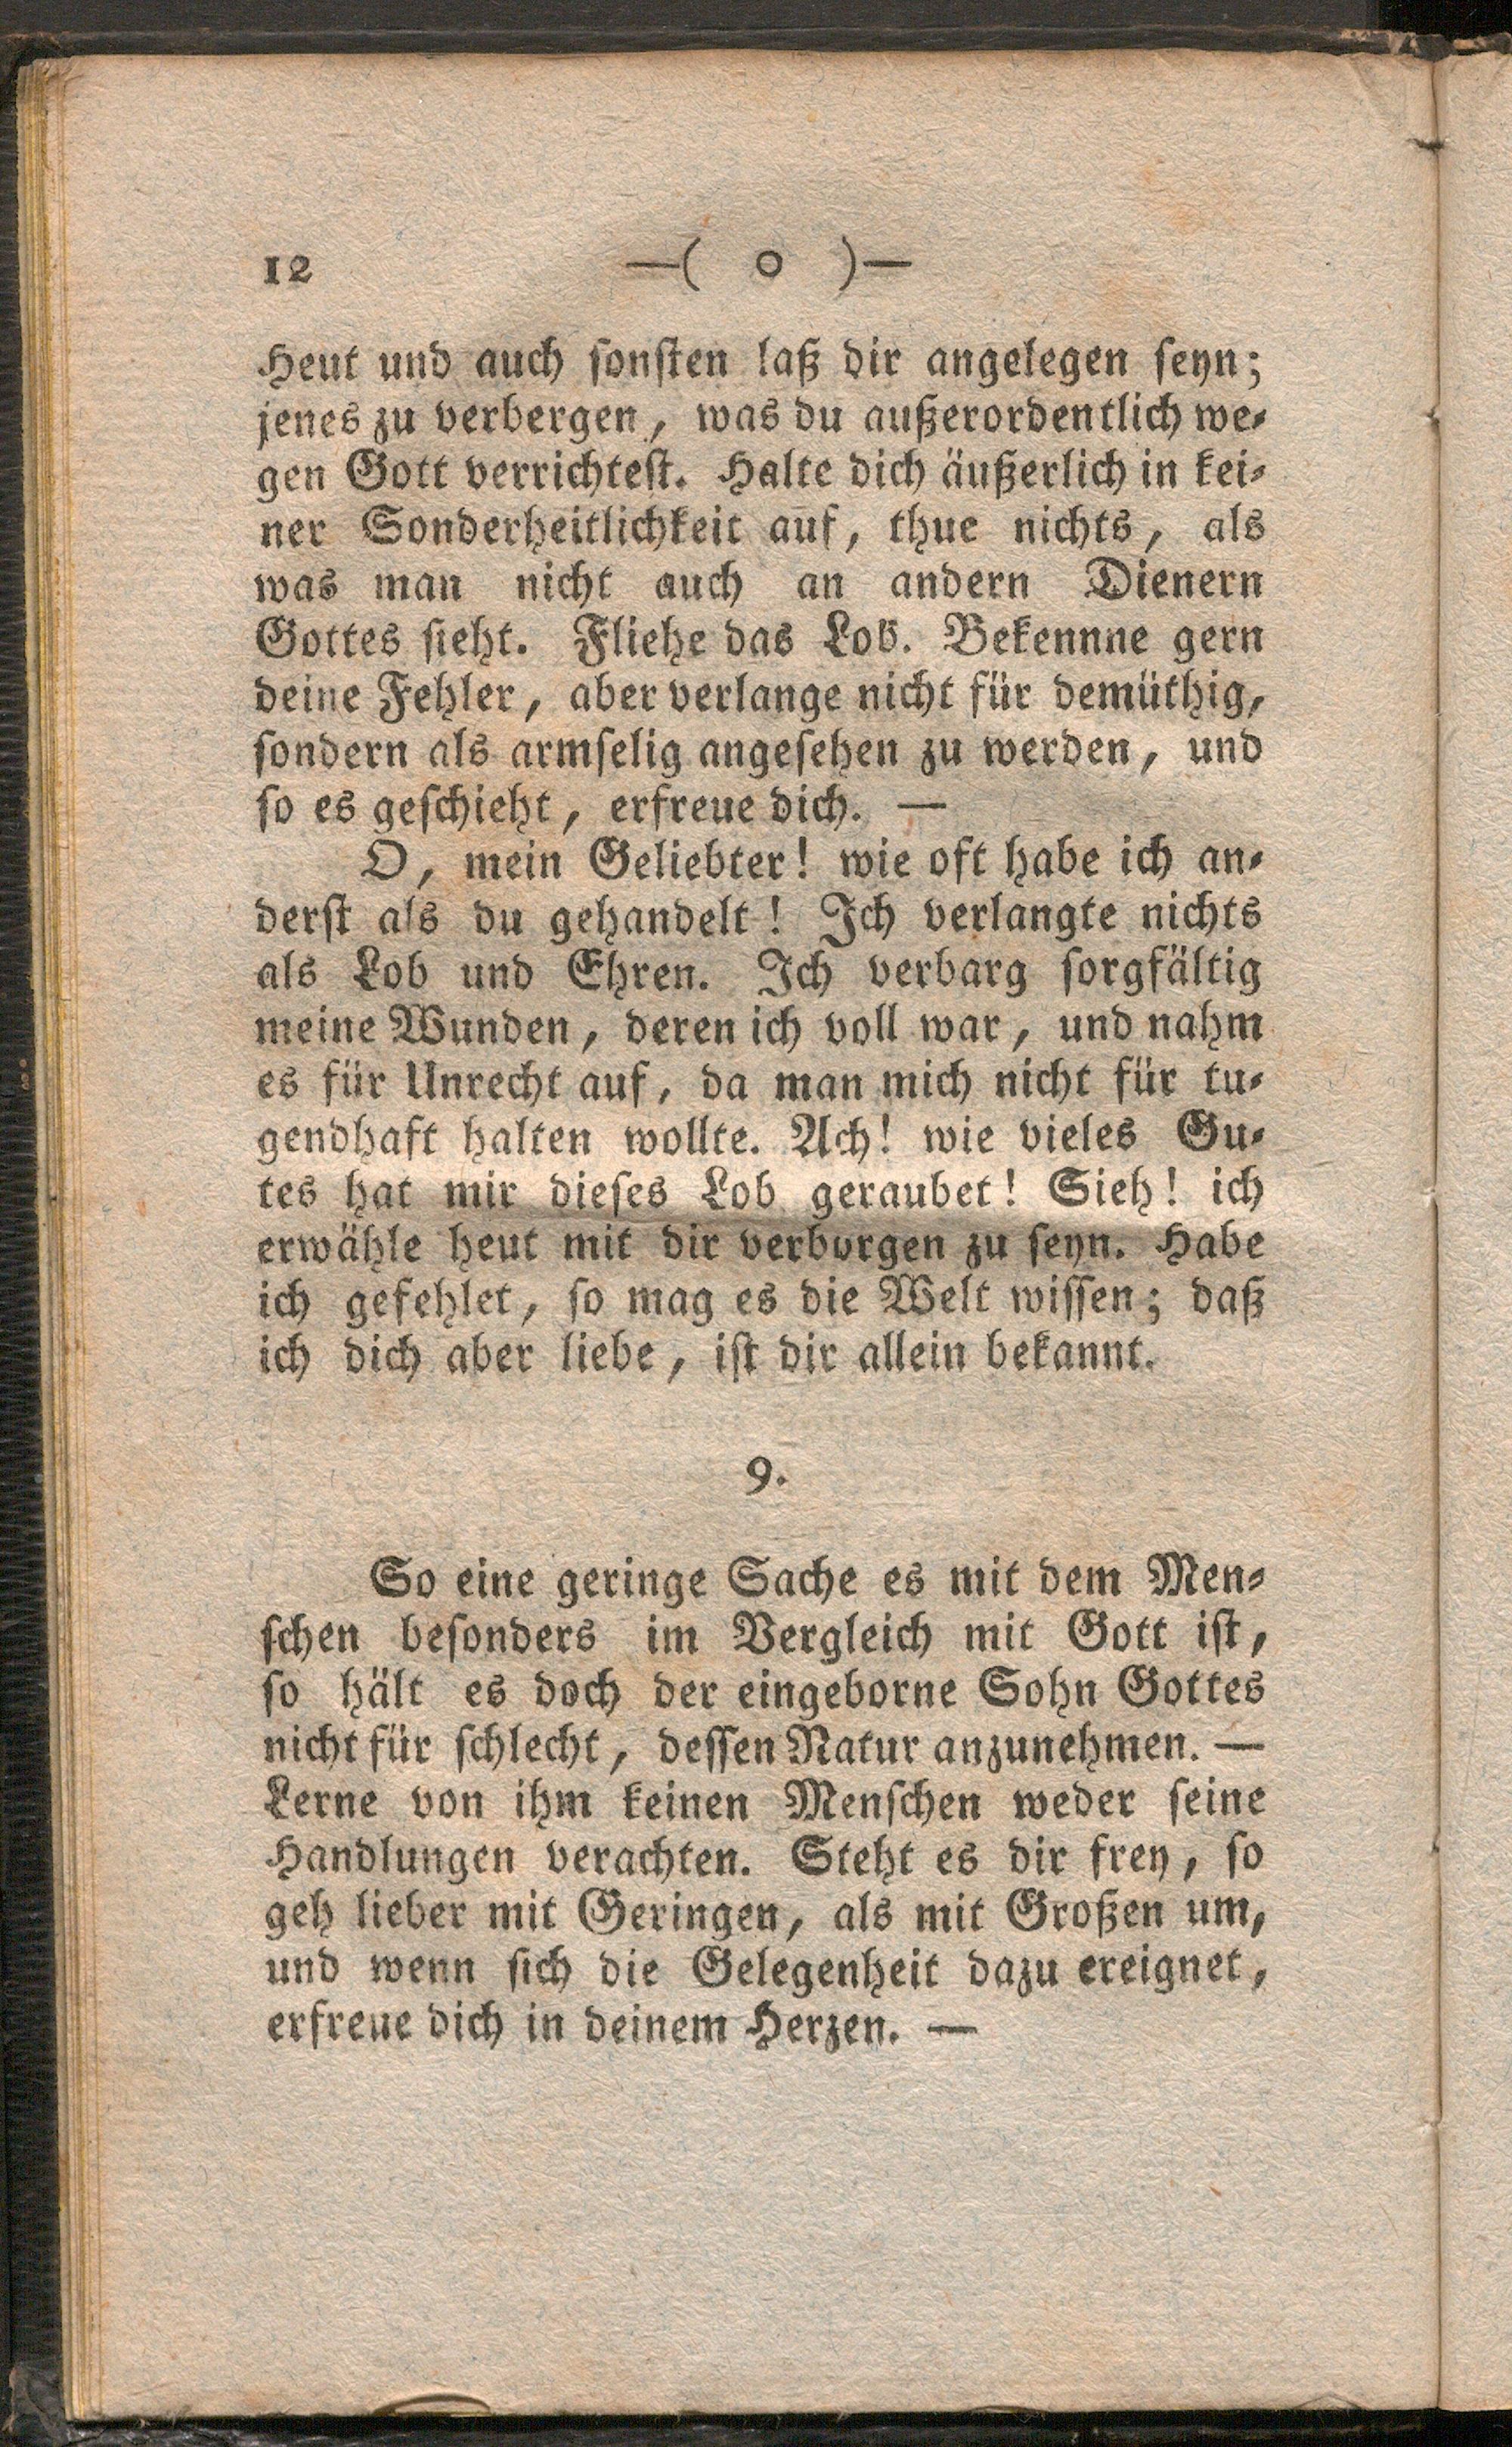 12 —( o )—
Heut und auch sonsten laß dir angelegen seyn;
jenes zu verbergen, was du außerordentlich we-
gen Gott verrichtest. Halte dich äußerlich in kei-
ner Sonderheitlichkeit auf, thue nichts, als
was man nicht auch an andern Dienern
Gottes sieht. Fliehe das Lob. Bekennne gern
deine Fehler, aber verlange nicht für demüthig,
sondern als armselig angesehen zu werden, und
so es geschieht, erfreue dich. —
O, mein Geliebter! wie oft habe ich an-
derst als du gehandelt! Ich verlangte nichts
als Lob und Ehren. Ich verbarg sorgfältig
meine Wunden, deren ich voll war, und nahm
es für Unrecht auf, da man mich nicht für tu-
gendhaft halten wollte. Ach! wie vieles Gu-
tes hat mir dieses Lob geraubet! Sieh! ich
erwähle heut mit dir verborgen zu seyn. Habe
ich gefehlet, so mag es die Welt wissen; daß
ich dich aber liebe, ist dir allein bekannt.
9.
So eine geringe Sache es mit dem Men-
schen besonders im Vergleich mit Gott ist,
so hält es doch der eingeborne Sohn Gottes
nicht für schlecht, dessen Natur anzunehmen. —
Lerne von ihm keinen Menschen weder seine
Handlungen verachten. Steht es dir frey, so
geh lieber mit Geringen, als mit Großen um,
und wenn sich die Gelegenheit dazu ereignet,
erfreue dich in deinem Herzen. —